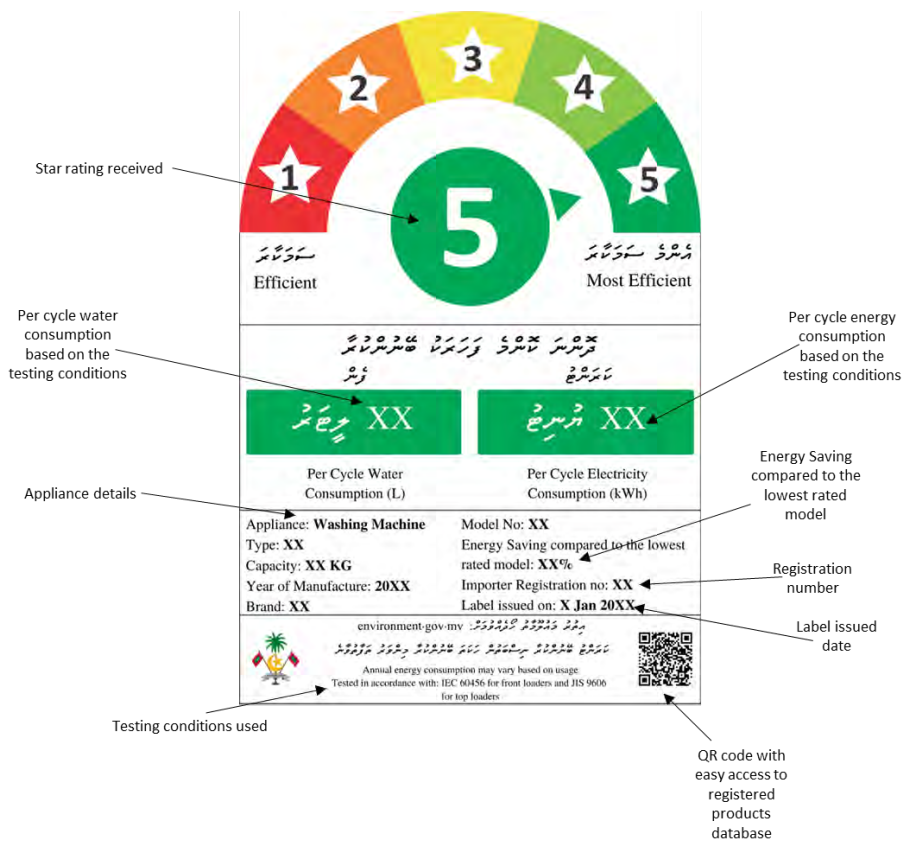 1
2
3
4
5
5
Star rating received
ސަމަކާރަ
Efficient
އެންމެ ސަމަކާރަ
Most Efficient
Per cycle water
consumption
based on the
testing conditions
Per cycle energy
consumption
based on the
testing conditions
ދޮންނަ ކޮންމެ ފަހަރަކު ބޭނުންކުރާ
ފެން
ކަރަންޓު
XX ލީޓަރު
XX ޔުނިޓު
Per Cycle Water
Consumption (L)
Per Cycle Electricity
Consumption (kWh)
Energy Saving
compared to the
lowest rated
model
Appliance details
Appliance: Washing Machine
Type: XX
Capacity: XX KG
Year of Manufacture: 20XX
Brand: XX
Model No: XX
Energy Saving compared to the lowest
rated model: XX%
Importer Registration no: XX
Label issued on: X Jan 20XX
Registration
number
Label issued
date
އިތުރު މައުލޫމާތު ހޯދެއްވުމަށް: environment.gov.mv
ކަރަންޓު ބޭނުންކުރާ ނިސްބަތުން ހަކަތަ ބޭނުންކުރާ މިންވަރު ތަފާތުވާނެ
Annual energy consumption may vary based on usage
Tested in accordance with: IEC 60456 for front loaders and JIS 9606
for top loaders
Testing conditions used
QR code with
easy access to
registered
products
database